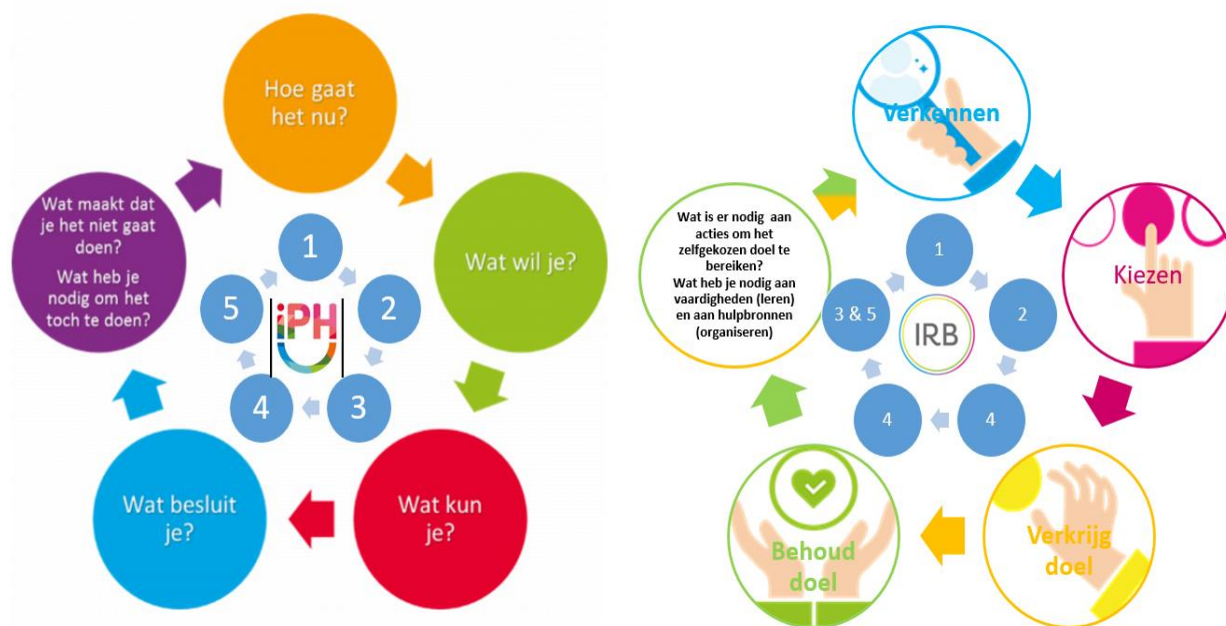 Hoe gaat
het nu?
Wat wil je?
Wat kun
je?
Wat besluit
je?
Wat maakt dat
je het niet gaat
doen?
Wat heb je
nodig om het
toch te doen?
1
2
3
4
5
iPH
Verkennen
Kiezen
Verkrijg
doel
Behoud
doel
Wat is er nodig aan
acties om het
zelfgekozen doel te
bereiken?
Wat heb je nodig aan
vaardigheden (leren)
en aan hulpbronnen
(organiseren)
1
2
4
4
3 & 5
IRB